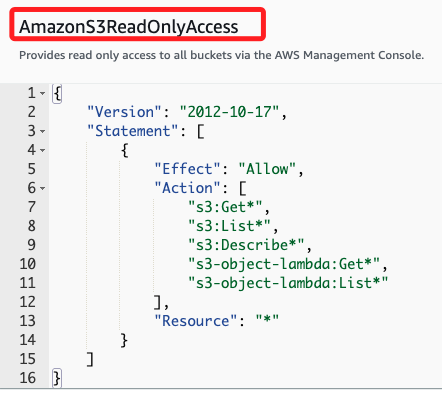 AmazonS3ReadOnlyAccess
Provides read only access to all buckets via the AWS Management Console.
1 {
2 "Version": "2012-10-17",
3 "Statement": [
4 {
5 "Effect": "Allow",
6 "Action": [
7 "s3:Get*",
8 "s3:List*",
9 "s3:Describe*",
10 "s3-object-lambda:Get*",
11 "s3-object-lambda:List*"
12 ],
13 "Resource": "*"
14 }
15 ]
16 }